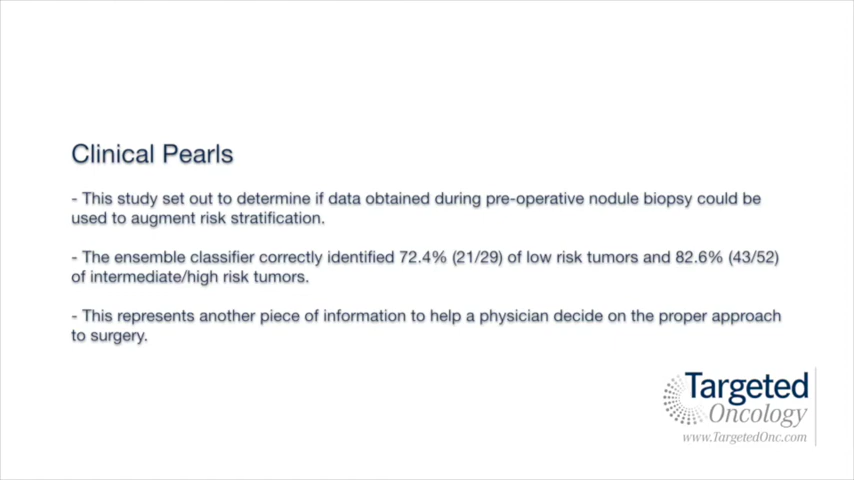 Clinical Pearls
- This study set out to determine if data obtained during pre-operative nodule biopsy could be
used to augment risk stratification.
- The ensemble classifier correctly identified 72.4% (21/29) of low risk tumors and 82.6% (43/52)
of intermediate/high risk tumors.
- This represents another piece of information to help a physician decide on the proper approach
to surgery.
Targeted
Oncology
www.TargetedOnc.com